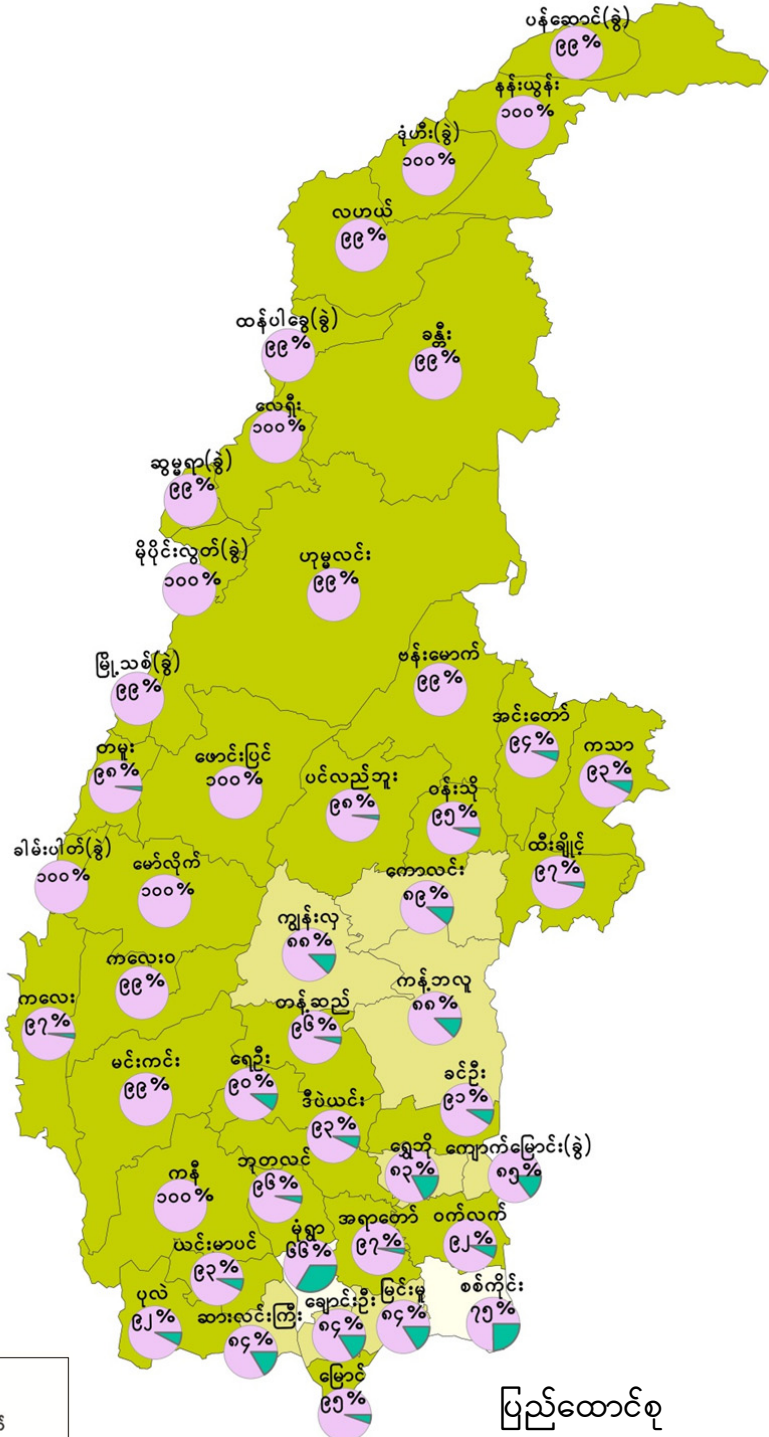 ပန်ဆောင်(ခွဲ)
၉၉%
နန်းယွန်း
၁၀၀%
ဒုံဟီး(ခွဲ)
၁၀၀%
လဟယ်
၉၉%
ထန်ပါခွေ(ခွဲ)
၉၉%
ခန္တီး
၉၉%
လေရှီး
၁၀၀%
ဆွမ္မရာ(ခွဲ)
၉၉%
မိုပိုင်းလွတ်(ခွဲ)
၁၀၀%
ဟုမ္မလင်း
၉၉%
မြို့သစ်(ခွဲ)
၉၉%
ဗန်းမောက်
၉၉%
အင်းတော်
၉၄%
ကသာ
၉၃%
တမူး
၉၈%
ဖောင်းပြင်
၁၀၀%
ပင်လည်ဘူး
၉၈%
ဝန်းသို
၉၅%
ထီးချိုင့်
၉၇%
ခါမ်းပါတ်(ခွဲ)
၁၀၀%
မော်လိုက်
၁၀၀%
ကောလင်း
၈၉%
ကျွန်းလှ
၈၈%
ကလေးဝ
၉၉%
ကန့်ဘလူ
၈၈%
ကလေး
၉၇%
တန့်ဆည်
၉၆%
မင်းကင်း
၉၉%
ရေဦး
၉၀%
ခင်ဦး
၉၁%
ဒီပဲယင်း
၉၃%
ရွှေဘို
၈၃%
ကျောက်မြောင်း(ခွဲ)
၈၅%
ကနီ
၁၀၀%
ဘုတလင်
၉၆%
မုံရွာ
၆၆%
အရာတော်
၉၇%
ဝက်လက်
၉၂%
ယင်းမာပင်
၉၃%
ပုလဲ
၉၂%
ဆားလင်းကြီး
၈၄%
ချောင်းဦး
၈၄%
မြင်းမူ
၈၄%
စစ်ကိုင်း
၇၅%
မြောင်
၉၅%
ပြည်ထောင်စု